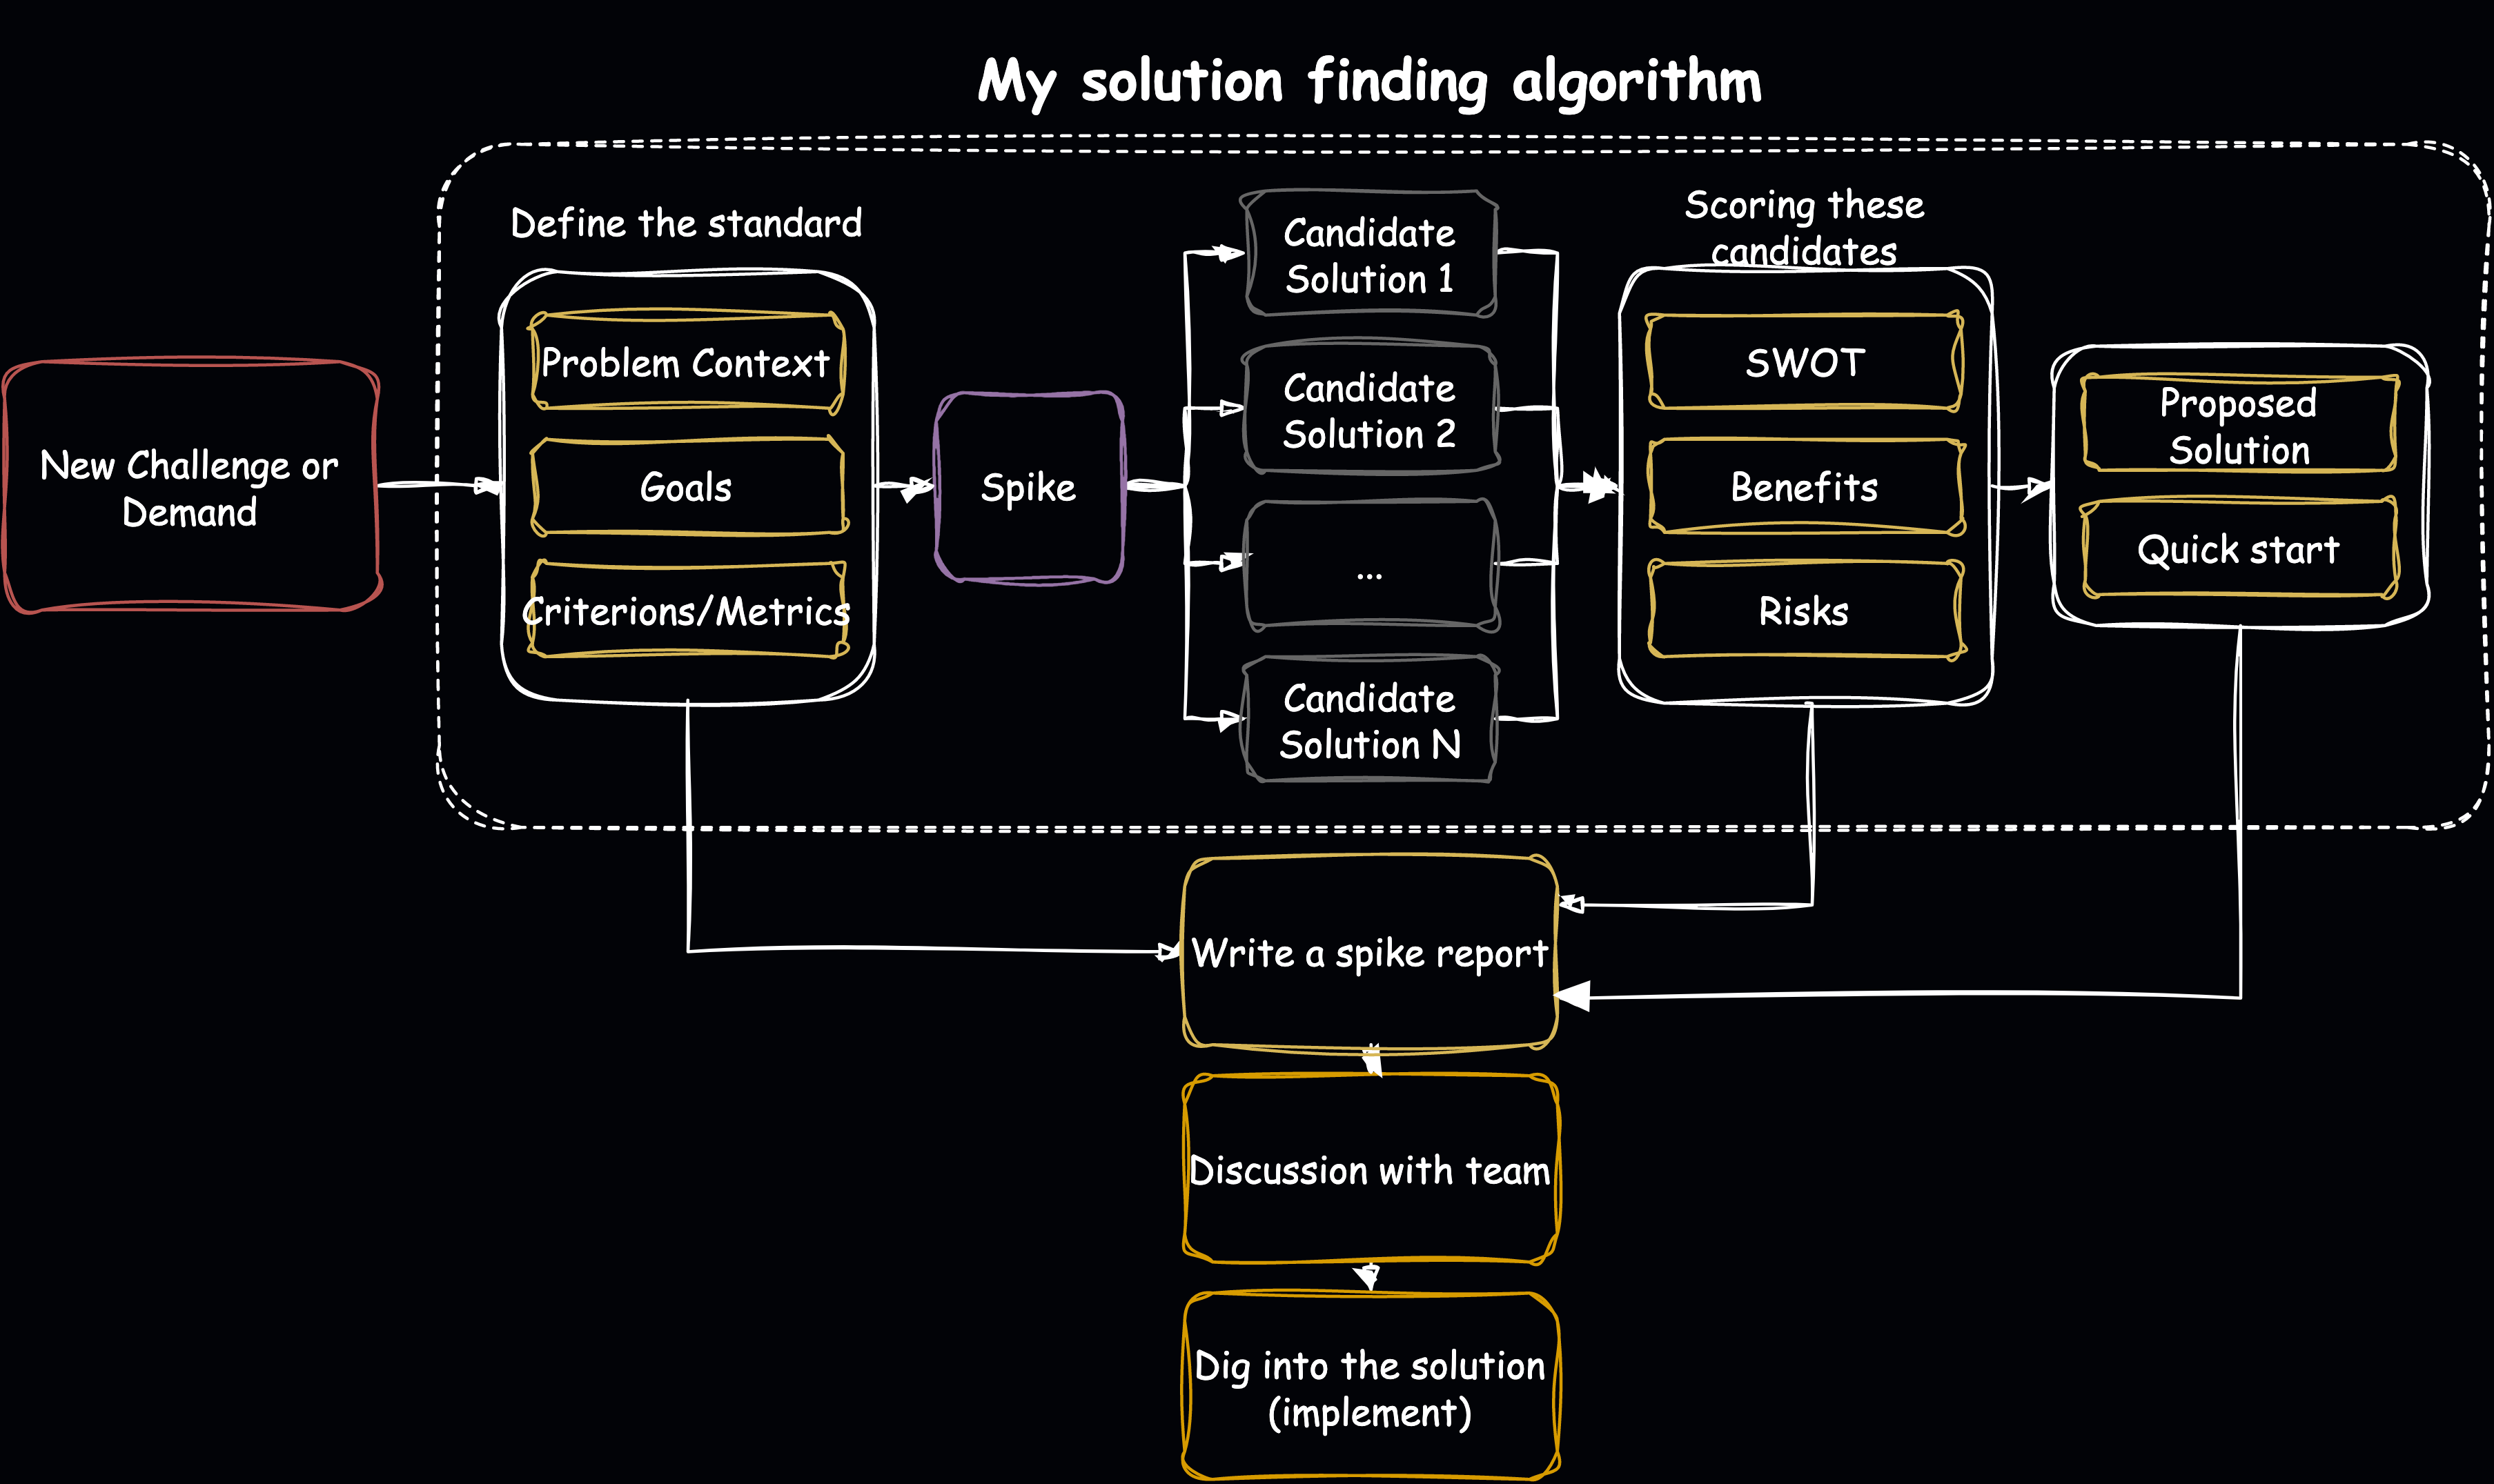 My solution finding algorithm
Define the standard
Scoring these
candidates
New Challenge or
Demand
Problem Context
Goals
Criterions/Metrics
Spike
Candidate
Solution 1
Candidate
Solution 2
...
Candidate
Solution N
SWOT
Benefits
Risks
Proposed
Solution
Quick start
Write a spike report
Discussion with team
Dig into the solution
(implement)